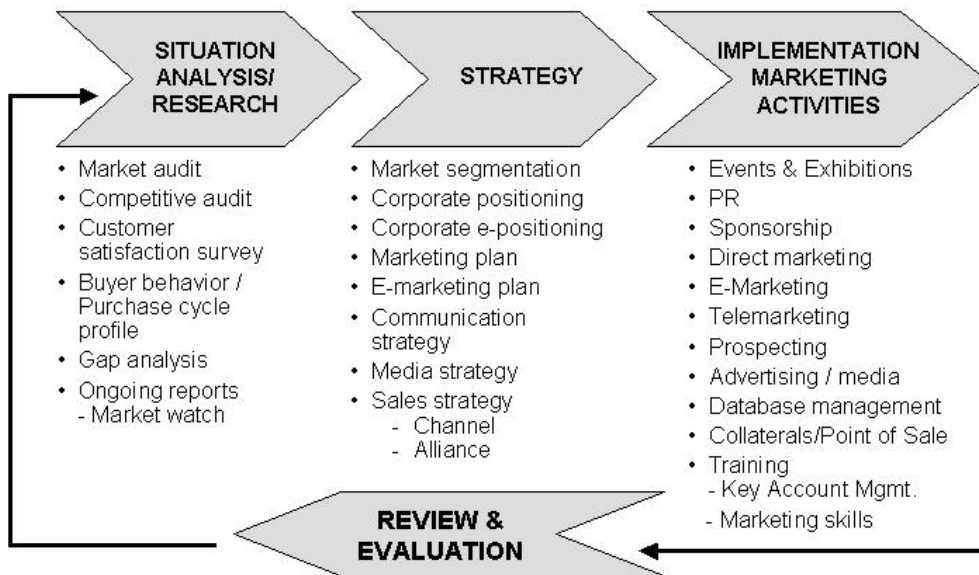 SITUATION
ANALYSIS/
RESEARCH
• Market audit
• Competitive audit
• Customer
satisfaction survey
• Buyer behavior /
Purchase cycle
profile
• Gap analysis
• Ongoing reports
- Market watch
STRATEGY
• Market segmentation
• Corporate positioning
• Corporate e-positioning
• Marketing plan
• E-marketing plan
• Communication
strategy
• Media strategy
• Sales strategy
- Channel
- Alliance
IMPLEMENTATION
MARKETING
ACTIVITIES
• Events & Exhibitions
• PR
• Sponsorship
• Direct marketing
• E-Marketing
• Telemarketing
• Prospecting
• Advertising / media
• Database management
• Collaterals/Point of Sale
• Training
- Key Account Mgmt.
- Marketing skills
REVIEW &
EVALUATION